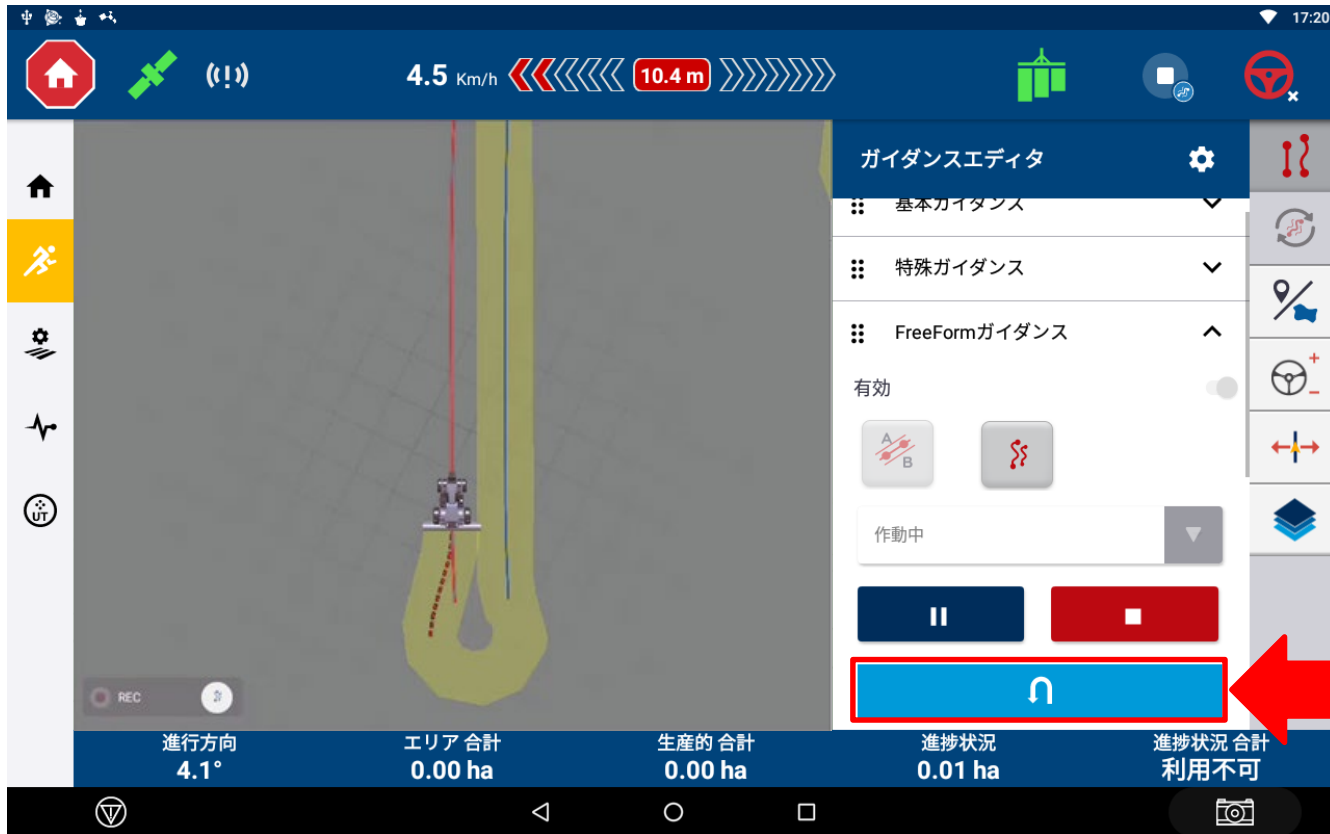 17:20
4.5 Km/h
10.4 m
ガイダンスエディタ
基本ガイダンス
特殊ガイダンス
FreeFormガイダンス
有効
A
B
作動中
UT
REC
進行方向
4.1°
エリア 合計
0.00 ha
生産的 合計
0.00 ha
進捗状況
0.01 ha
進捗状況 合計
利用不可